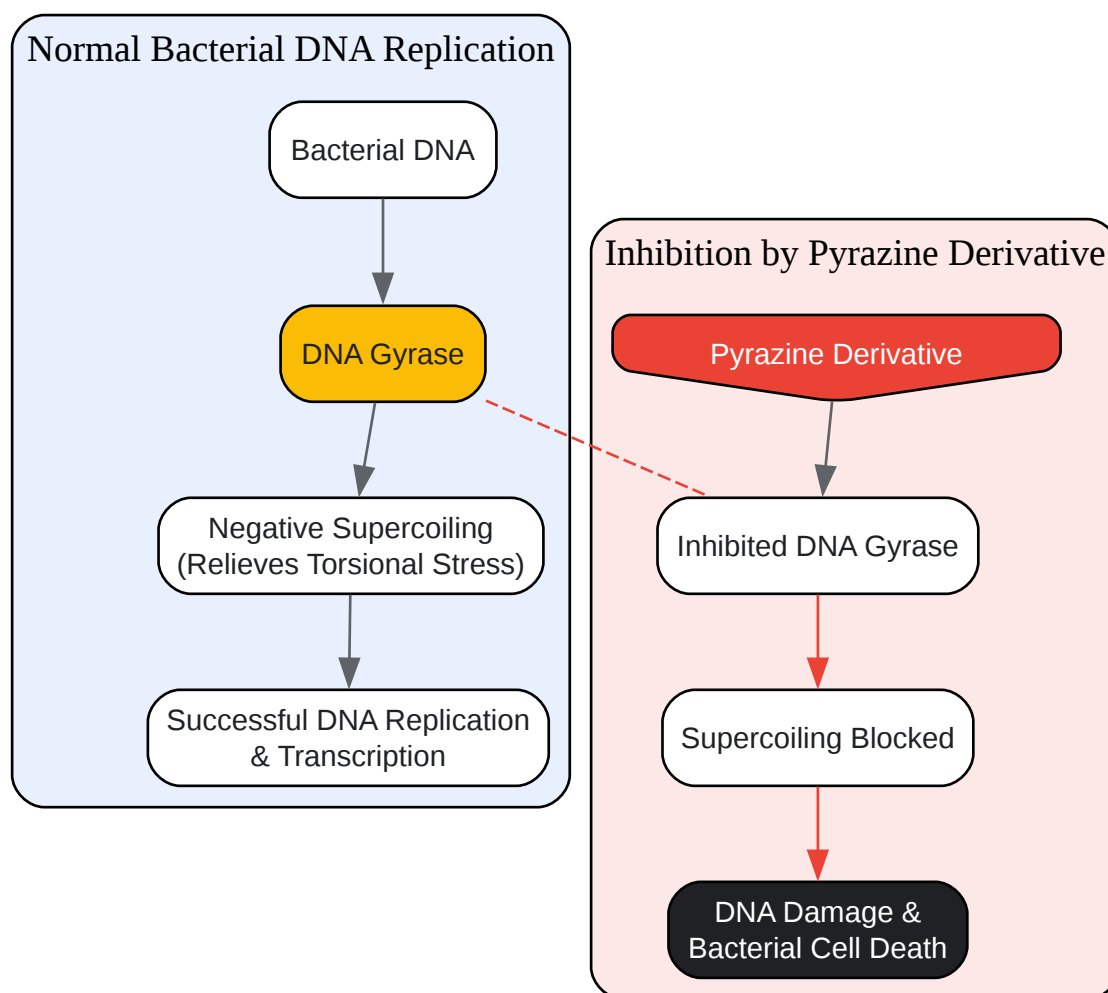 Normal Bacterial DNA Replication
Bacterial DNA
DNA Gyrase
Negative Supercoiling
(Relieves Torsional Stress)
Successful DNA Replication
& Transcription
Inhibition by Pyrazine Derivative
Pyrazine Derivative
Inhibited DNA Gyrase
Supercoiling Blocked
DNA Damage &
Bacterial Cell Death